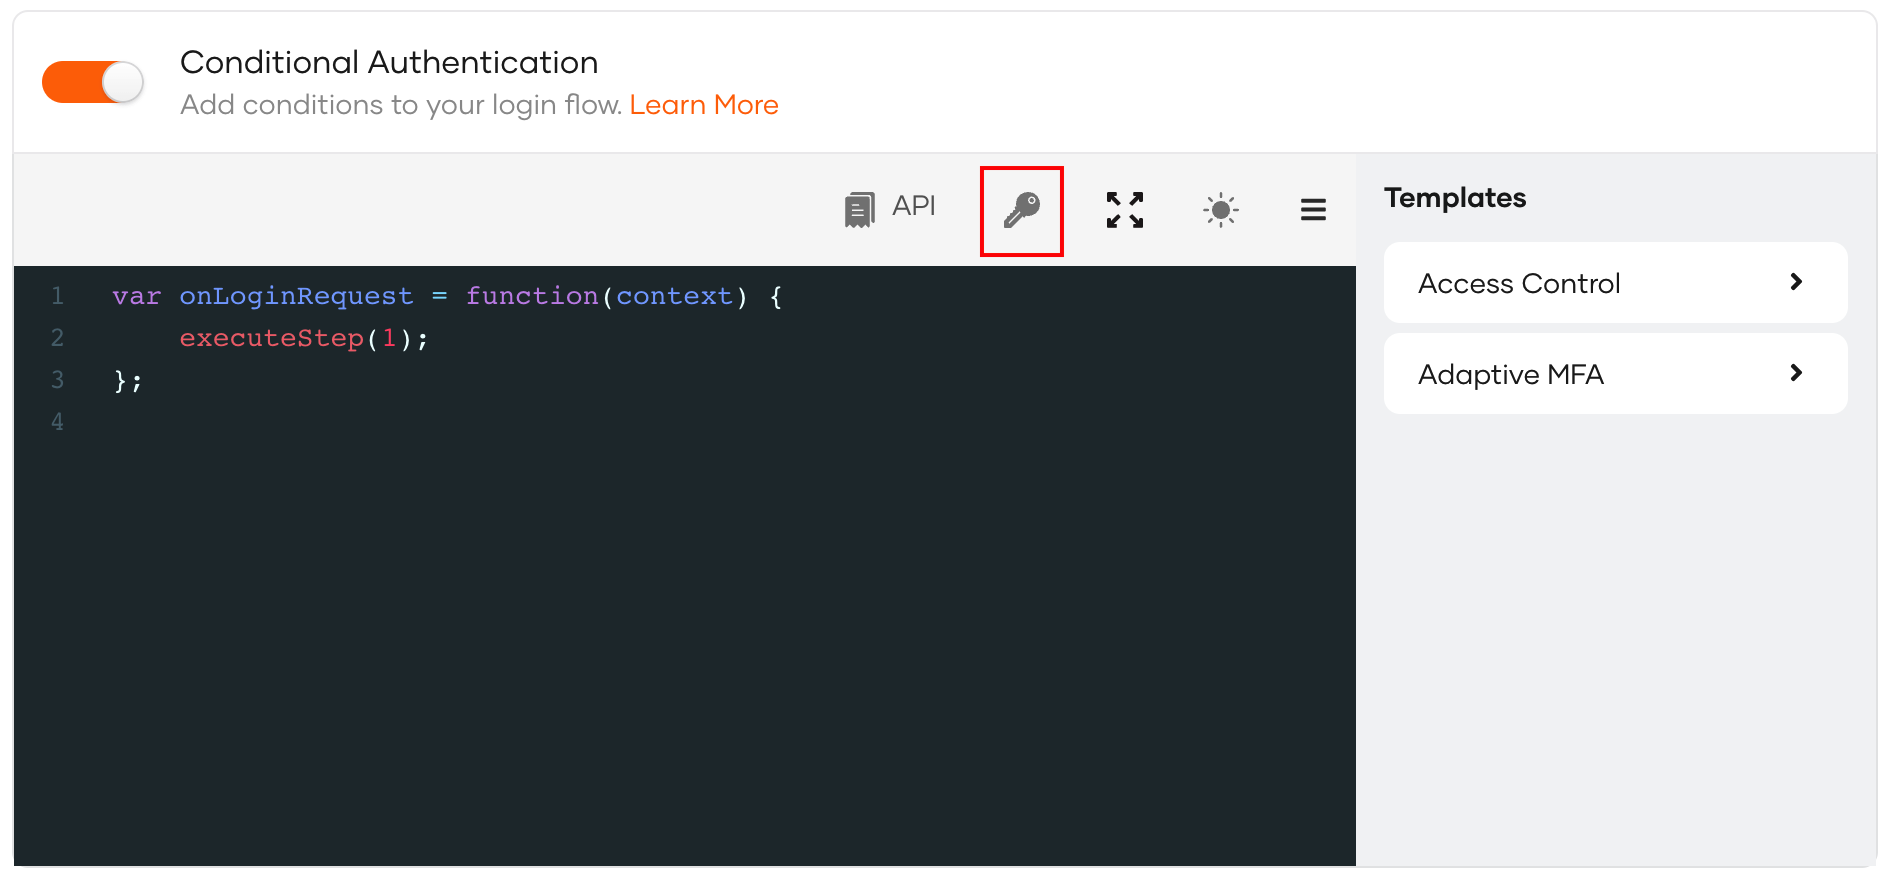 Conditional Authentication
Add conditions to your login flow. Learn More
API
Templates
Access Control
Adaptive MFA
1 var onLoginRequest = function(context) {
2     executeStep(1);
3 };
4